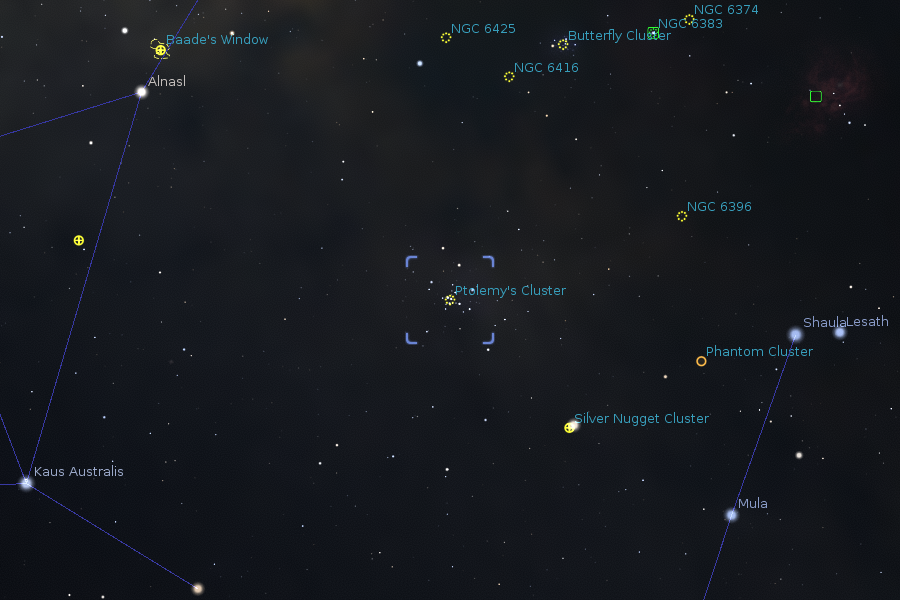 NGC 6374
NGC 6383
NGC 6425
Butterfly Cluster
Baade's Window
NGC 6416
Alnasl
NGC 6396
Ptolemy's Cluster
Shaula
Lesath
Phantom Cluster
Silver Nugget Cluster
Kaus Australis
Mula